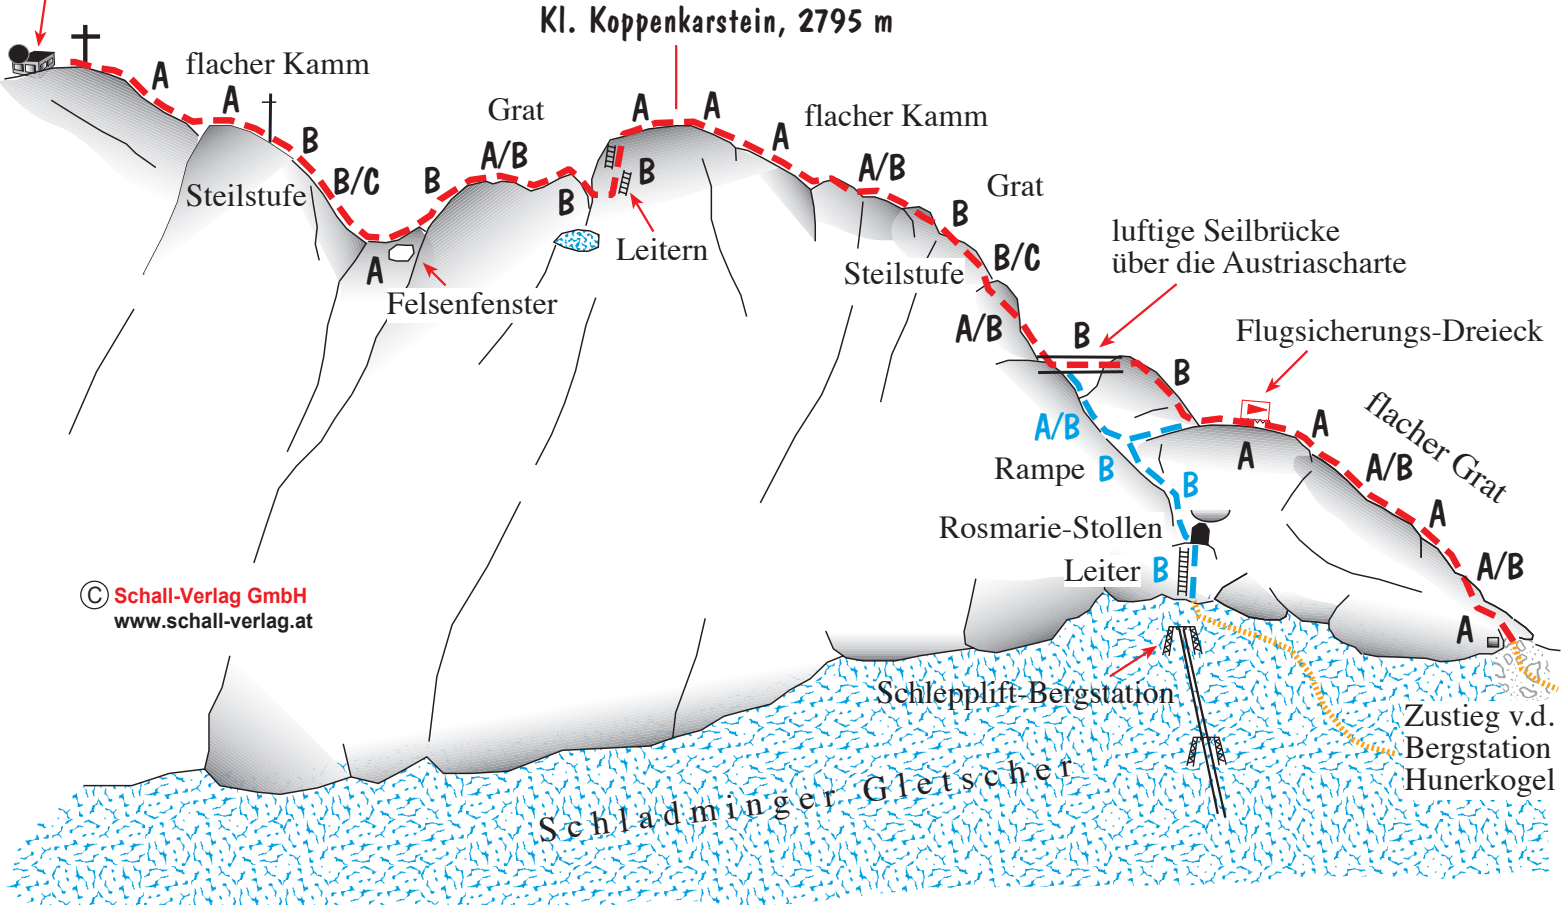 Kl. Koppenkarstein, 2795 m
flacher Kamm
A
A
B
Steilstufe
B/C
A
Felsenfenster
B
Grat
A/B
B
B
Leitern
A
A
flacher Kamm
A
A/B
Grat
B
B/C
Steilstufe
A/B
luftige Seilbrücke
über die Austriascharte
B
B
Flugsicherungs-Dreieck
A
A
flacher Grat
A/B
A
A/B
A
A/B
Rampe B
B
Rosmarie-Stollen
Leiter B
Schlepplift-Bergstation
Zustieg v.d.
Bergstation
Hunerkogel
Schladminger Gletscher
C Schall-Verlag GmbH
www.schall-verlag.at